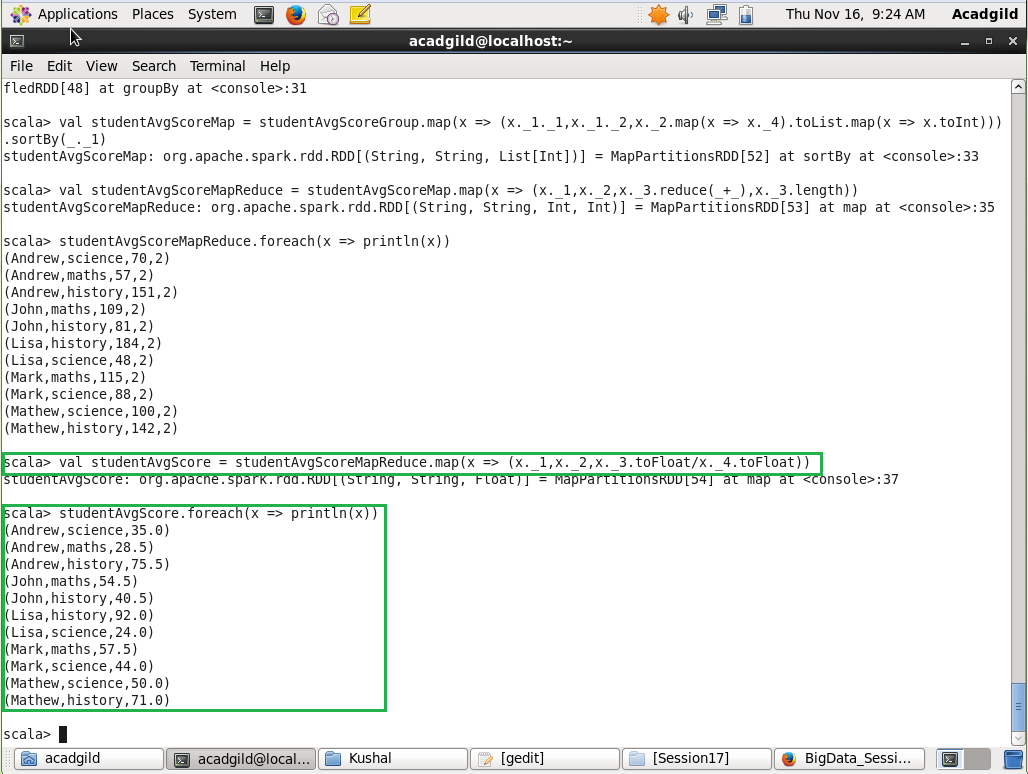 Applications Places System
Thu Nov 16, 9:24 AM Acadgild
acadgild@localhost:~
File Edit View Search Terminal Help
fledRDD[48] at groupBy at <console>:31
scala> val studentAvgScoreMap = studentAvgScoreGroup.map(x => (x._1._1,x._1._2,x._2.map(x => x._4).toList.map(x => x.toInt)))
.sortBy(_._1)
studentAvgScoreMap: org.apache.spark.rdd.RDD[(String, String, List[Int])] = MapPartitionsRDD[52] at sortBy at <console>:33
scala> val studentAvgScoreMapReduce = studentAvgScoreMap.map(x => (x._1,x._2,x._3.reduce(_+_),x._3.length))
studentAvgScoreMapReduce: org.apache.spark.rdd.RDD[(String, String, Int, Int)] = MapPartitionsRDD[53] at map at <console>:35
scala> studentAvgScoreMapReduce.foreach(x => println(x))
(Andrew,science,70,2)
(Andrew,maths,57,2)
(Andrew,history,151,2)
(John,maths,109,2)
(John,history,81,2)
(Lisa,history,184,2)
(Lisa,science,48,2)
(Mark,maths,115,2)
(Mark,science,88,2)
(Mathew,science,100,2)
(Mathew,history,142,2)
scala> val studentAvgScore = studentAvgScoreMapReduce.map(x => (x._1,x._2,x._3.toFloat/x._4.toFloat))
studentAvgScore: org.apache.spark.rdd.RDD[(String, String, Float)] = MapPartitionsRDD[54] at map at <console>:37
scala> studentAvgScore.foreach(x => println(x))
(Andrew,science,35.0)
(Andrew,maths,28.5)
(Andrew,history,75.5)
(John,maths,54.5)
(John,history,40.5)
(Lisa,history,92.0)
(Lisa,science,24.0)
(Mark,maths,57.5)
(Mark,science,44.0)
(Mathew,science,50.0)
(Mathew,history,71.0)
scala>
acadgild acadgild@local... Kushal [gedit] [Session17] BigData_Sessi...